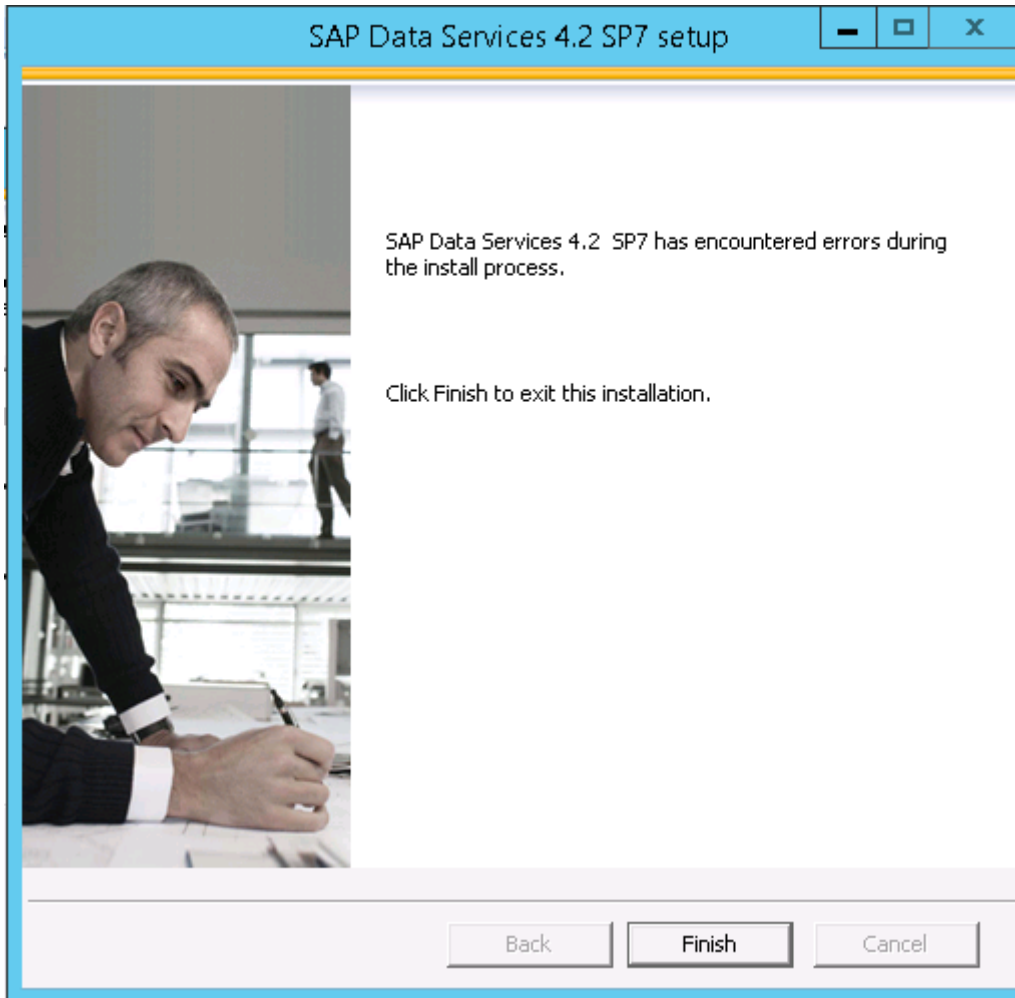 SAP Data Services 4.2 SP7 setup
SAP Data Services 4.2 SP7 has encountered errors during
the install process.
Click Finish to exit this installation.
Back
Finish
Cancel